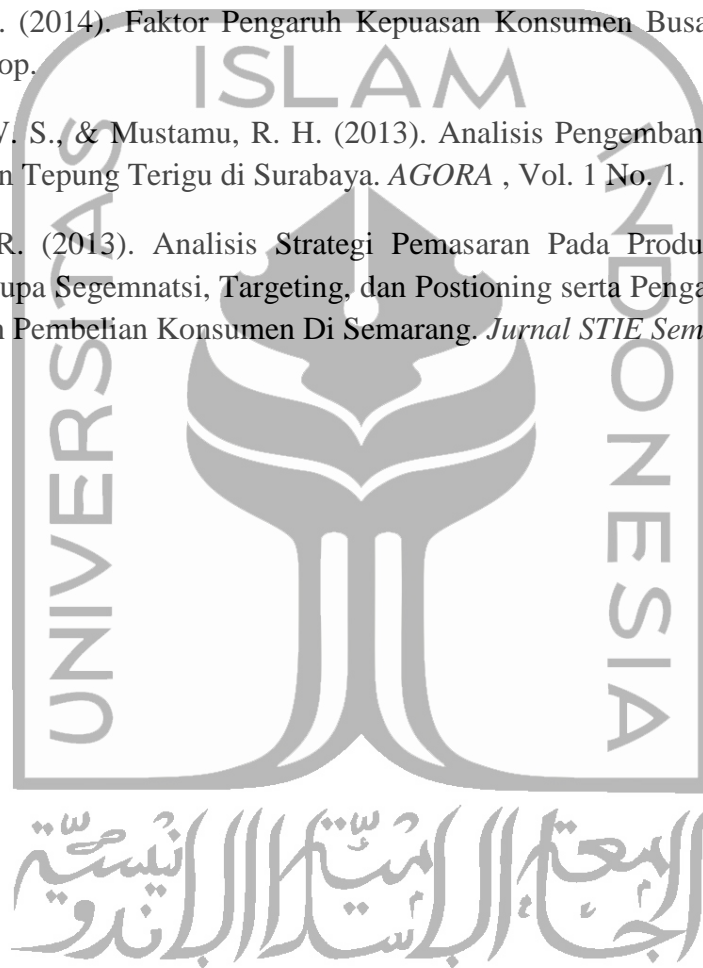 . (2014). Faktor Pengaruh Kepuasan Konsumen Busa
op.
V. S., & Mustamu, R. H. (2013). Analisis Pengemban
n Tepung Terigu di Surabaya. AGORA , Vol. 1 No. 1.
R. (2013). Analisis Strategi Pemasaran Pada Produ
upa Segemnatsi, Targeting, dan Postioning serta Penga
n Pembelian Konsumen Di Semarang. Jurnal STIE Sem
UNIVERSITAS
ISLAM
INDONESIA